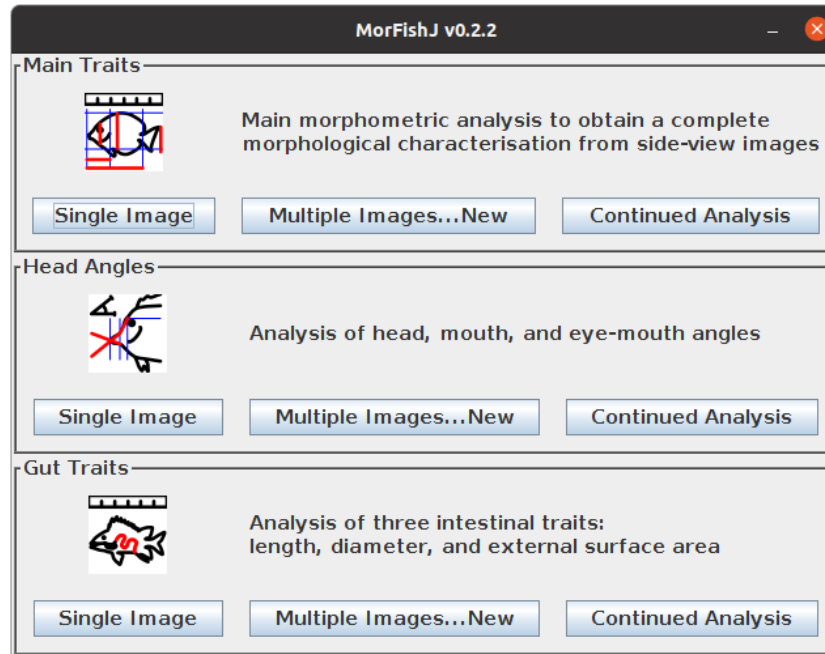 MorFishJ v0.2.2
Main Traits
Main morphometric analysis to obtain a complete
morphological characterisation from side-view images
Single Image
Multiple Images...New
Continued Analysis
Head Angles
Analysis of head, mouth, and eye-mouth angles
Single Image
Multiple Images...New
Continued Analysis
Gut Traits
Analysis of three intestinal traits:
length, diameter, and external surface area
Single Image
Multiple Images...New
Continued Analysis